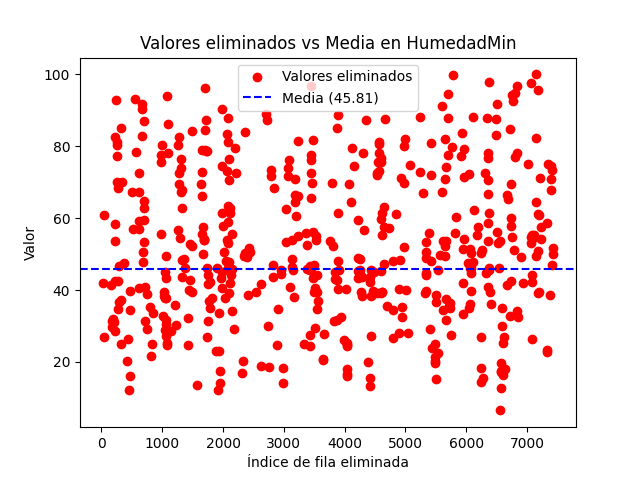 Valores eliminados vs Media en HumedadMin
Valores eliminados
Media (45.81)
Valor
100
80
60
40
20
0 1000 2000 3000 4000 5000 6000 7000
Índice de fila eliminada